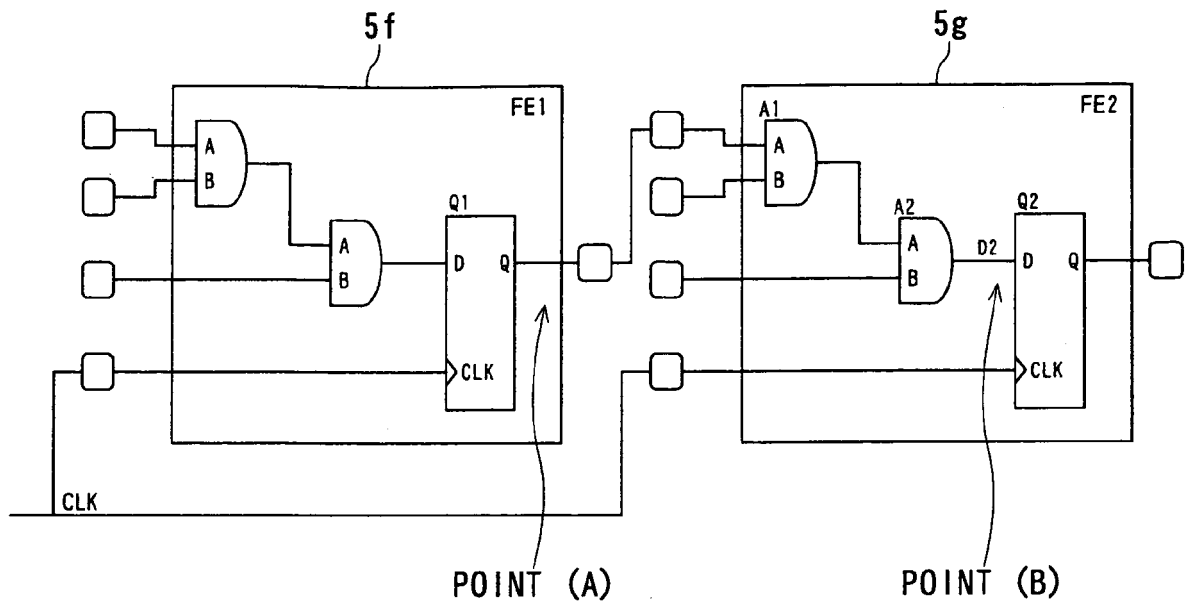 5f
5g
FE1
FE2
A
B
Q1
A
B
D
Q
CLK
A1
A
B
A2
A
B
D2
Q2
D
Q
CLK
CLK
POINT (A)
POINT (B)